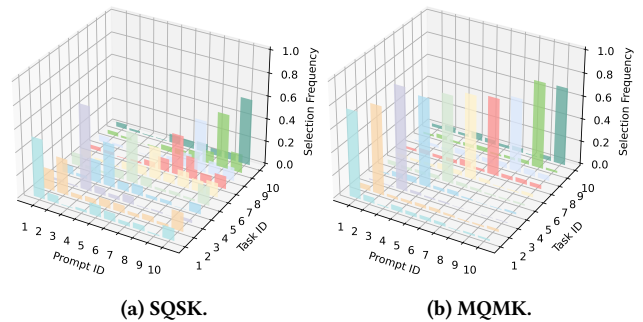 1.0
0.8
0.6
0.4
0.2
0.0
Selection Frequency
1 2 3 4 5 6 7 8 9 10
Prompt ID
1 2 3 4 5 6 7 8 9 10
Task ID
(a) SQSK.
1.0
0.8
0.6
0.4
0.2
0.0
Selection Frequency
1 2 3 4 5 6 7 8 9 10
Prompt ID
1 2 3 4 5 6 7 8 9 10
Task ID
(b) MQMK.